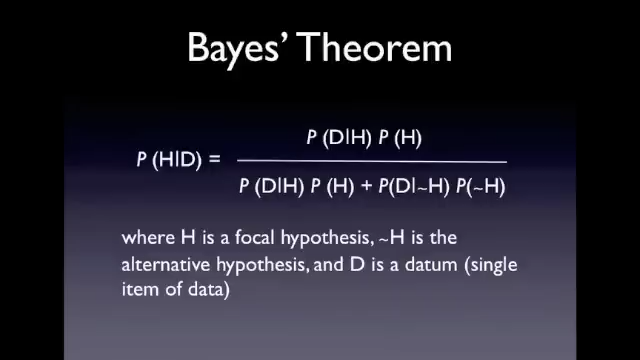 Bayes' Theorem
P (D|H) P (H)
P (H|D) =
P (D|H) P (H) + P(D|~H) P(~H)
where H is a focal hypothesis, ~H is the
alternative hypothesis, and D is a datum (single
item of data)